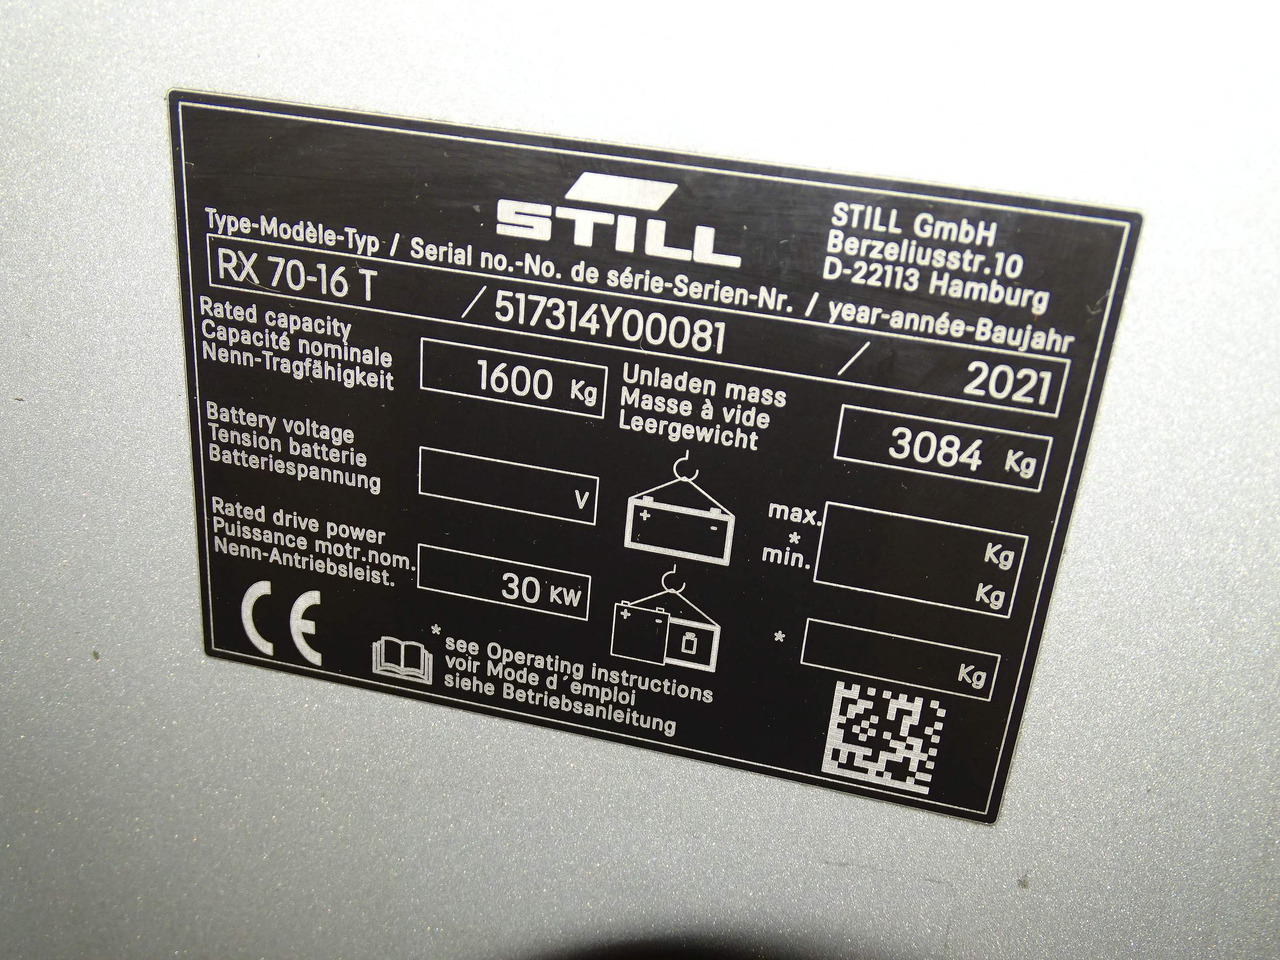 STILL
STILL GmbH
Berzeliusstr.10
D-22113 Hamburg
Type-Modèle-Typ / Serial no.-No. de série-Serien-Nr. / year-année-Baujahr
RX 70-16 T / 517314Y00081 / 2021
Rated capacity
Capacité nominale
Nenn-Tragfähigkeit
1600 Kg
Unladen mass
Masse à vide
Leergewicht
3084 Kg
Battery voltage
Tension batterie
Batteriespannung
V
+ -
max.
*
min.
Kg
Kg
Rated drive power
Puissance motr.nom.
Nenn-Antriebsleist.
30 KW
+ -
*
Kg
CE
* see Operating instructions
voir Mode d'emploi
siehe Betriebsanleitung